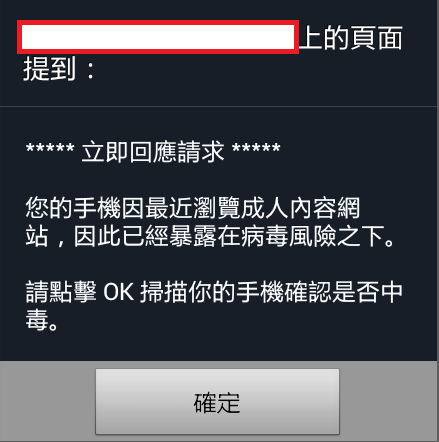 上的頁面
提到：
***** 立即回應請求 *****
您的手機因最近瀏覽成人內容網
站，因此已經暴露在病毒風險之下。
請點擊 OK 掃描你的手機確認是否中
毒。
確定